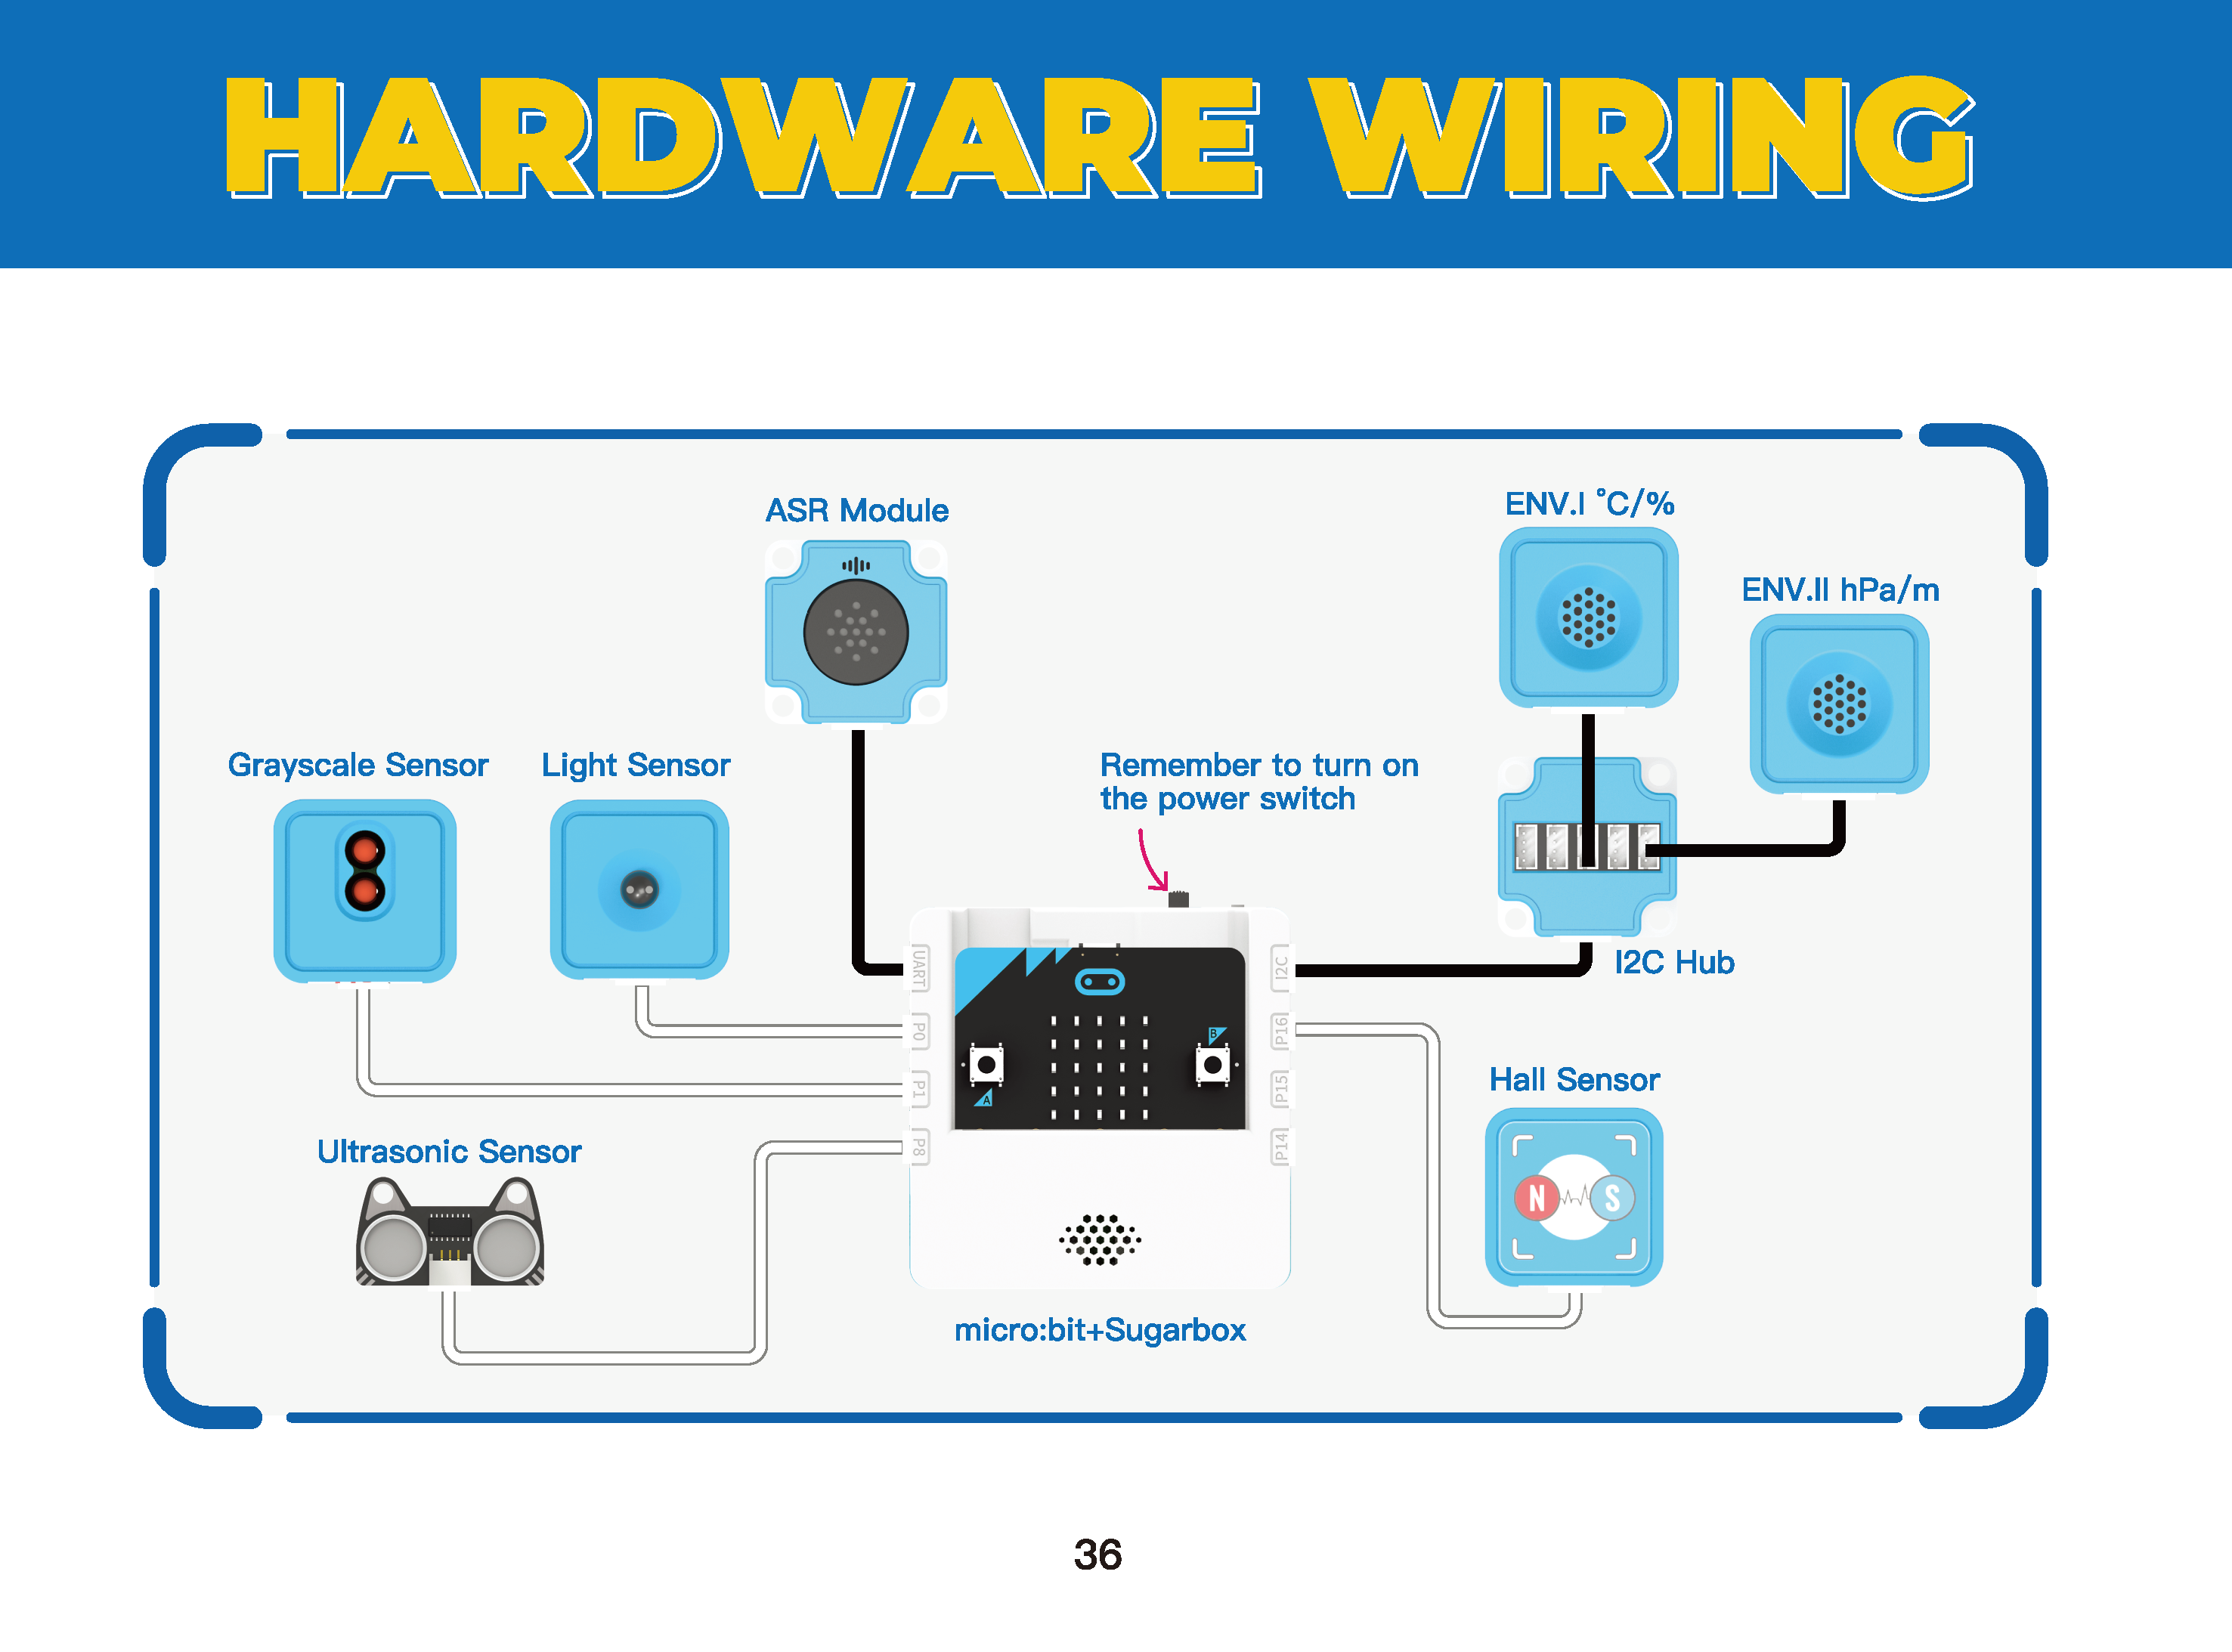 HARDWARE WIRING
ASR Module
ENV.I °C/%
ENV.II hPa/m
Grayscale Sensor
Light Sensor
Remember to turn on
the power switch
I2C Hub
UART
I2C
P0
P16
P1
P15
P8
P14
A
B
Hall Sensor
N
S
Ultrasonic Sensor
micro:bit+Sugarbox
36